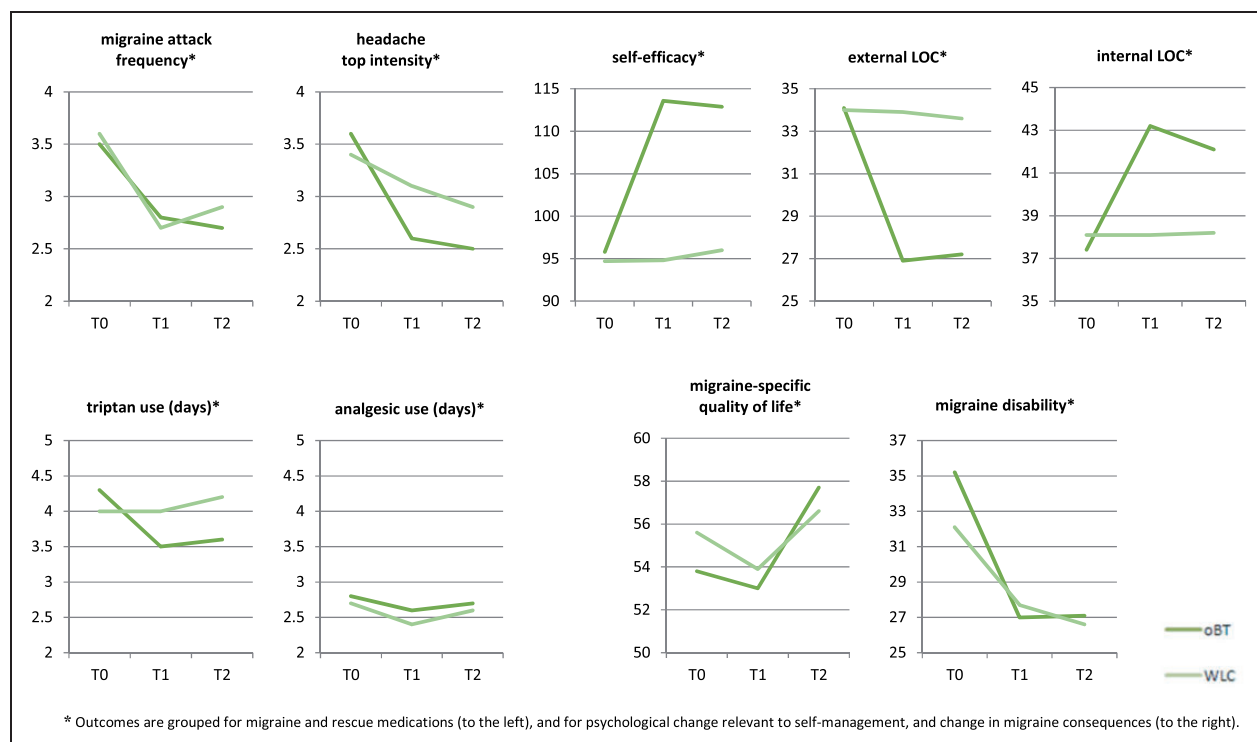 migraine attack
frequency*
4
3.5
3
2.5
2
T0 T1 T2
headache
top intensity*
4
3.5
3
2.5
2
T0 T1 T2
self-efficacy*
115
110
105
100
95
90
T0 T1 T2
external LOC*
35
33
31
29
27
25
T0 T1 T2
internal LOC*
45
43
41
39
37
35
T0 T1 T2
triptan use (days)*
5
4.5
4
3.5
3
2.5
2
T0 T1 T2
analgesic use (days)*
5
4.5
4
3.5
3
2.5
2
T0 T1 T2
migraine-specific
quality of life*
60
58
56
54
52
50
T0 T1 T2
migraine disability*
37
35
33
31
29
27
25
T0 T1 T2
oBT
WLC
* Outcomes are grouped for migraine and rescue medications (to the left), and for psychological change relevant to self-management, and change in migraine consequences (to the right).